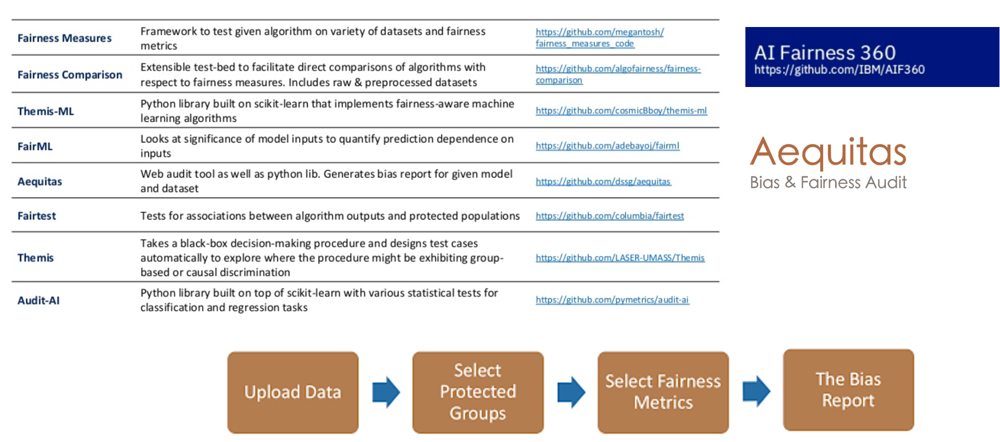 Fairness Measures
Framework to test given algorithm on variety of datasets and fairness
metrics
https://github.com/megantosh/
fairness_measures_code
Fairness Comparison
Extensible test-bed to facilitate direct comparisons of algorithms with
respect to fairness measures. Includes raw & preprocessed datasets
https://github.com/algofairness/fairness-
comparison
Themis-ML
Python library built on scikit-learn that implements fairness-aware machine
learning algorithms
https://github.com/cosmicBboy/themis-ml
FairML
Looks at significance of model inputs to quantify prediction dependence on
inputs
https://github.com/adebayoj/fairml
Aequitas
Web audit tool as well as python lib. Generates bias report for given model
and dataset
https://github.com/dssg/aequitas
Fairtest
Tests for associations between algorithm outputs and protected populations
https://github.com/columbia/fairtest
Themis
Takes a black-box decision-making procedure and designs test cases
automatically to explore where the procedure might be exhibiting group-
based or causal discrimination
https://github.com/LASER-UMASS/Themis
Audit-AI
Python library built on top of scikit-learn with various statistical tests for
classification and regression tasks
https://github.com/pymetrics/audit-ai
AI Fairness 360
https://github.com/IBM/AIF360
Aequitas
Bias & Fairness Audit
Upload Data
Select
Protected
Groups
Select Fairness
Metrics
The Bias
Report